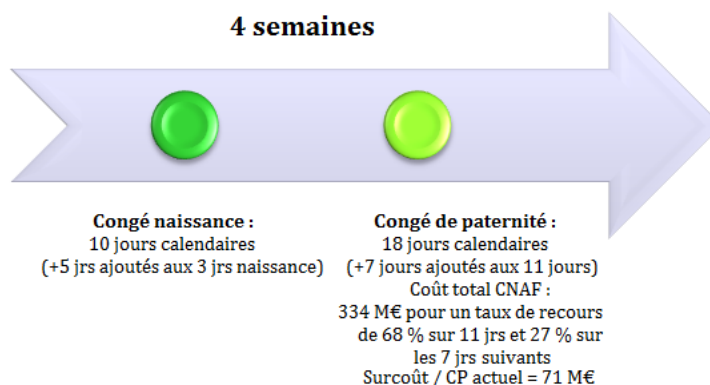 4 semaines
Congé naissance :
10 jours calendaires
(+5 jrs ajoutés aux 3 jrs naissance)
Congé de paternité :
18 jours calendaires
(+7 jours ajoutés aux 11 jours)
Coût total CNAF :
334 M€ pour un taux de recours
de 68 % sur 11 jrs et 27 % sur
les 7 jrs suivants
Surcoût / CP actuel = 71 M€